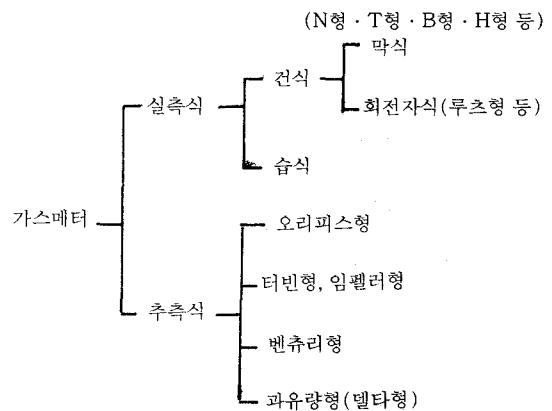 (N형·T형·B형·H형 등)
막식
건식
실측식
회전자식(루츠형 등)
습식
가스메터
오리피스형
터빈형, 임펠러형
추측식
벤츄리형
과유량형(델타형)